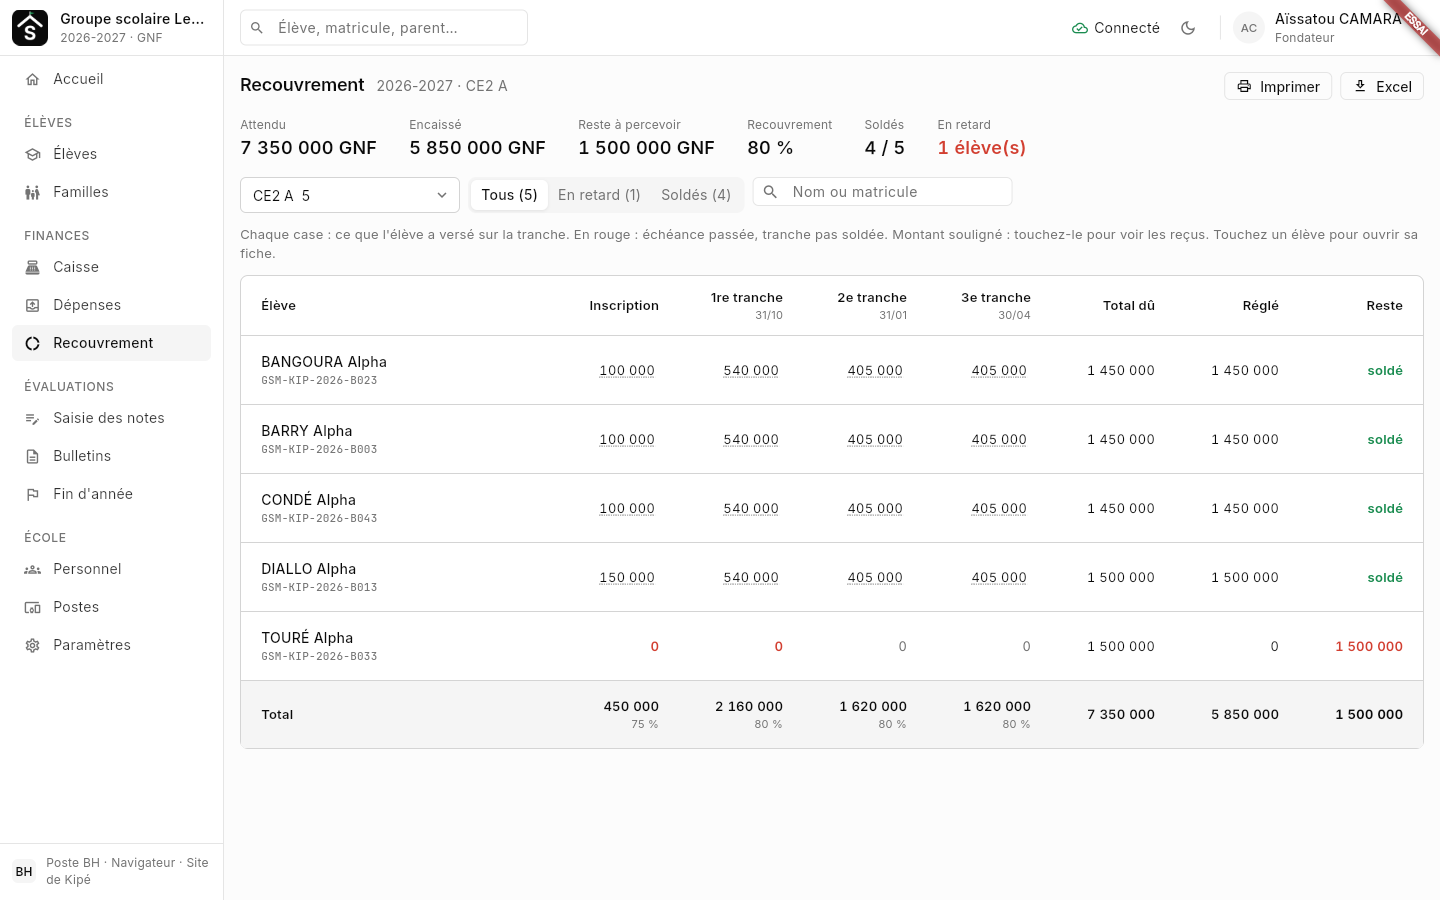 Groupe scolaire Le...
2026-2027 · GNF
Élève, matricule, parent...
Connecté
AC
Aïssatou CAMARA
Fondateur
ESSAI
Accueil
ÉLÈVES
Élèves
Familles
FINANCES
Caisse
Dépenses
Recouvrement
ÉVALUATIONS
Saisie des notes
Bulletins
Fin d'année
ÉCOLE
Personnel
Postes
Paramètres
BH
Poste BH · Navigateur · Site
de Kipé
Recouvrement 2026-2027 · CE2 A
Imprimer
Excel
Attendu Encaissé Reste à percevoir Recouvrement Soldés En retard
7 350 000 GNF 5 850 000 GNF 1 500 000 GNF 80 % 4 / 5 1 élève(s)
CE2 A 5
Tous (5) En retard (1) Soldés (4)
Nom ou matricule
Chaque case : ce que l'élève a versé sur la tranche. En rouge : échéance passée, tranche pas soldée. Montant souligné : touchez-le pour voir les reçus. Touchez un élève pour ouvrir sa
fiche.
Élève Inscription 1re tranche 2e tranche 3e tranche Total dû Réglé Reste
31/10 31/01 30/04
BANGOURA Alpha
GSM-KIP-2026-B023
100 000 540 000 405 000 405 000 1 450 000 1 450 000 soldé
BARRY Alpha
GSM-KIP-2026-B003
100 000 540 000 405 000 405 000 1 450 000 1 450 000 soldé
CONDÉ Alpha
GSM-KIP-2026-B043
100 000 540 000 405 000 405 000 1 450 000 1 450 000 soldé
DIALLO Alpha
GSM-KIP-2026-B013
150 000 540 000 405 000 405 000 1 500 000 1 500 000 soldé
TOURÉ Alpha
GSM-KIP-2026-B033
0 0 0 0 1 500 000 0 1 500 000
Total 450 000 2 160 000 1 620 000 1 620 000 7 350 000 5 850 000 1 500 000
75 % 80 % 80 % 80 %